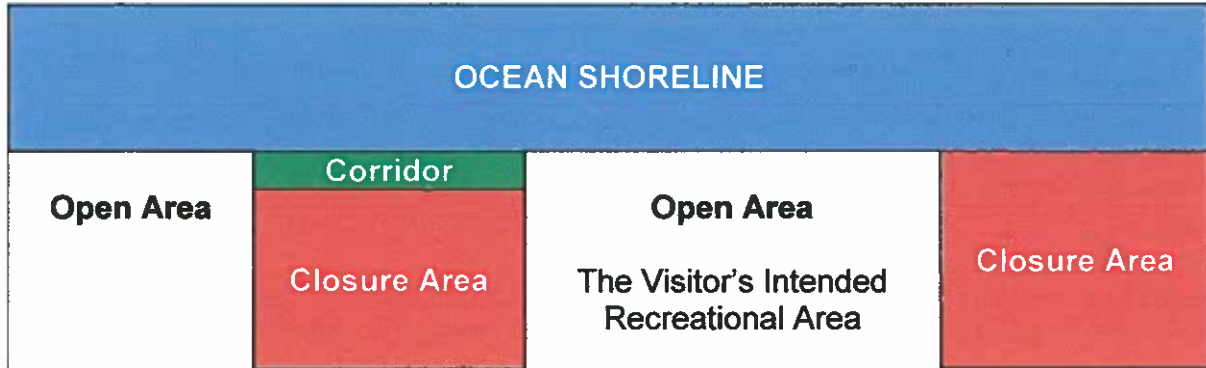 OCEAN SHORELINE
Corridor
Open Area
Closure Area
Open Area
The Visitor's Intended
Recreational Area
Closure Area